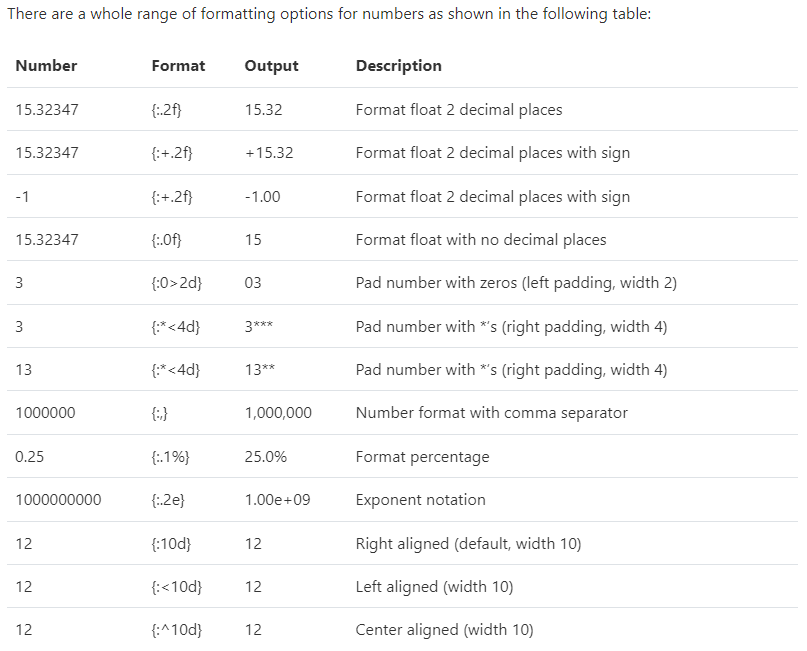 There are a whole range of formatting options for numbers as shown in the following table:
Number Format Output Description
15.32347 {:.2f} 15.32 Format float 2 decimal places
15.32347 {:+.2f} +15.32 Format float 2 decimal places with sign
-1 {:+.2f} -1.00 Format float 2 decimal places with sign
15.32347 {:.0f} 15 Format float with no decimal places
3 {:0>2d} 03 Pad number with zeros (left padding, width 2)
3 {:*<4d} 3*** Pad number with *’s (right padding, width 4)
13 {:*<4d} 13** Pad number with *’s (right padding, width 4)
1000000 {:,} 1,000,000 Number format with comma separator
0.25 {:.1%} 25.0% Format percentage
1000000000 {:.2e} 1.00e+09 Exponent notation
12 {:10d} 12 Right aligned (default, width 10)
12 {:<10d} 12 Left aligned (width 10)
12 {:^10d} 12 Center aligned (width 10)